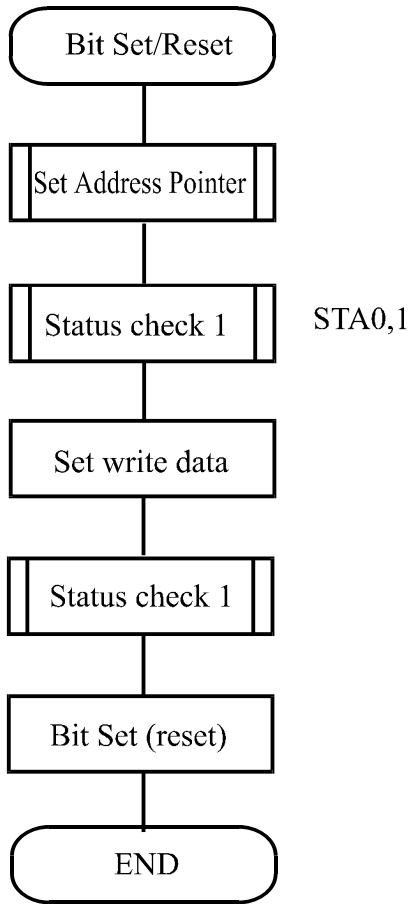 Bit Set/Reset
Set Address Pointer
Status check 1
STA0,1
Set write data
Status check 1
Bit Set (reset)
END